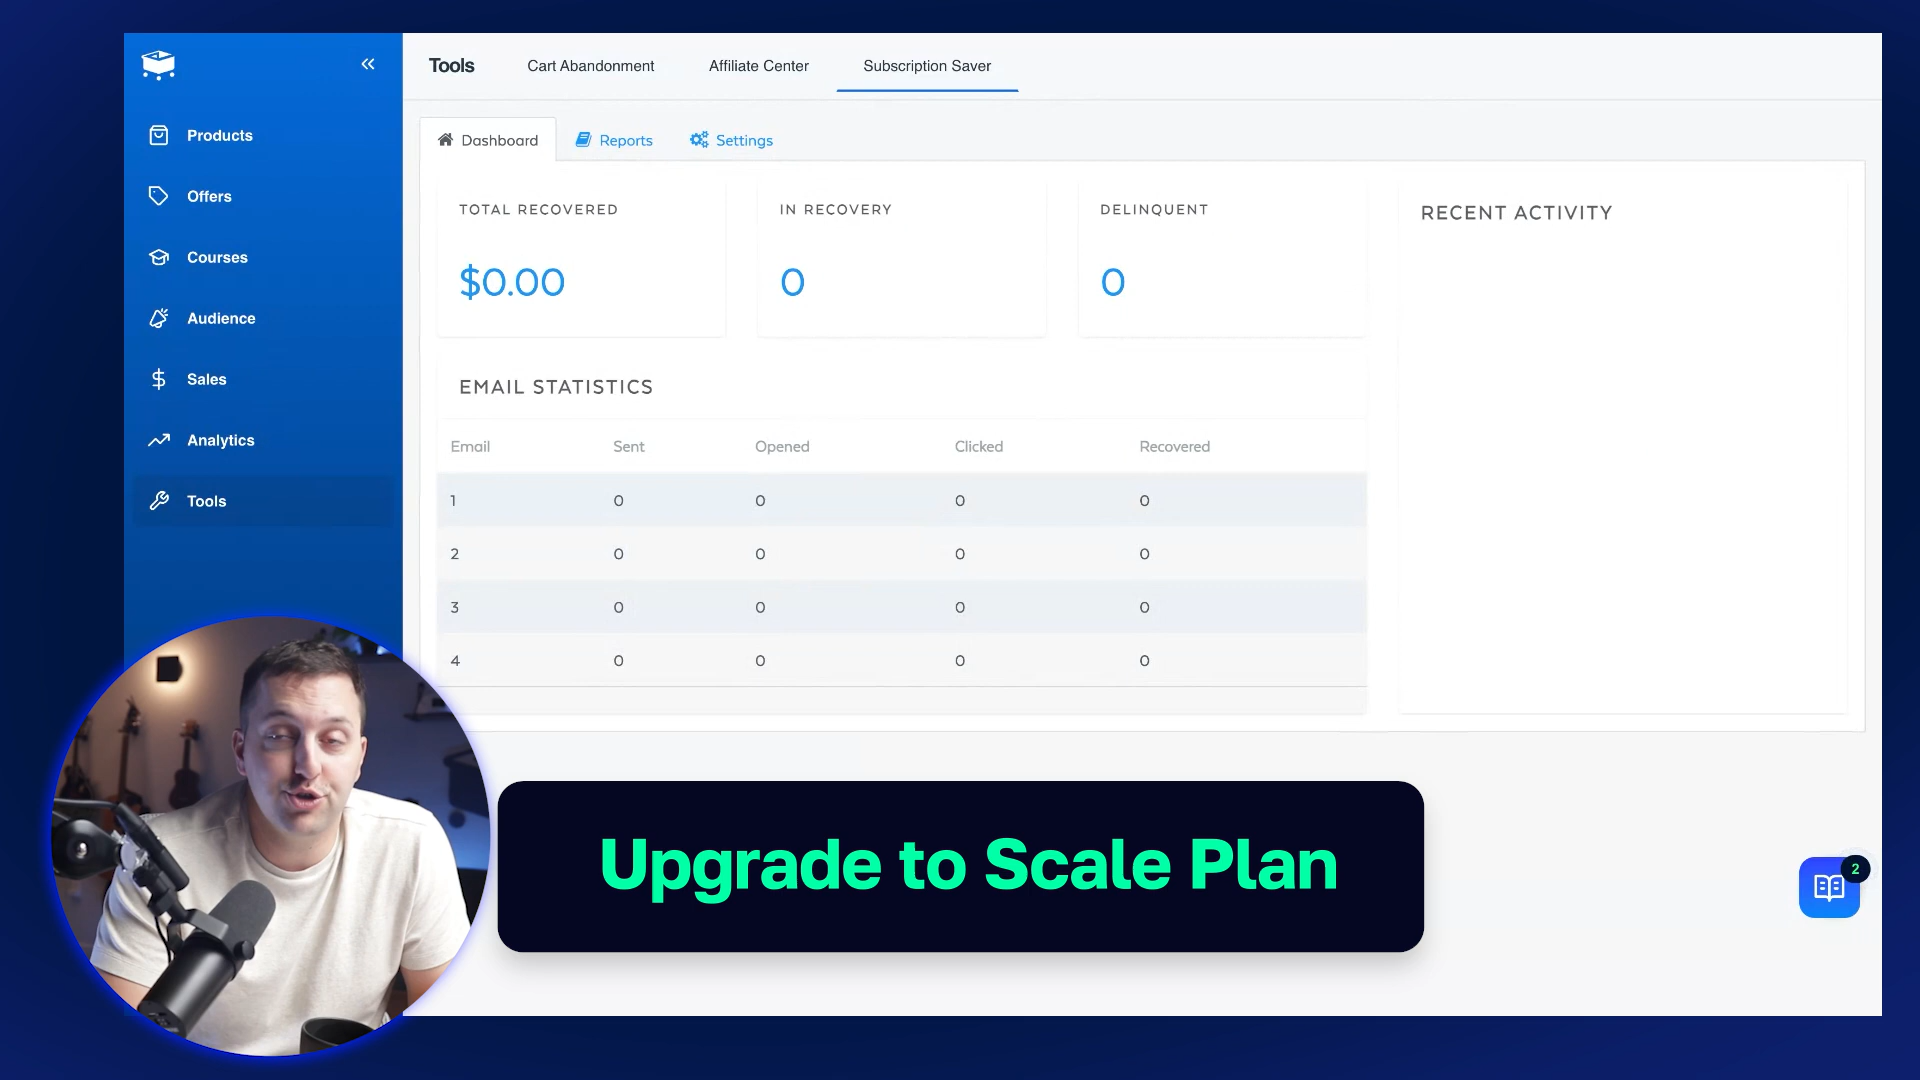 Tools
Cart Abandonment
Affiliate Center
Subscription Saver
Products
Offers
Courses
Audience
Sales
Analytics
Tools
Dashboard
Reports
Settings
TOTAL RECOVERED
$0.00
IN RECOVERY
0
DELINQUENT
0
RECENT ACTIVITY
EMAIL STATISTICS
Email Sent Opened Clicked Recovered
1 0 0 0 0
2 0 0 0 0
3 0 0 0 0
4 0 0 0 0
Upgrade to Scale Plan
2